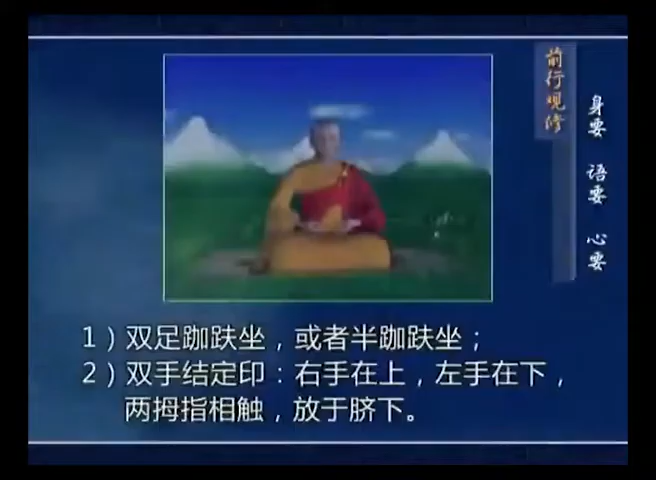 前行观修
身要 语要 心要
1）双足跏趺坐，或者半跏趺坐；
2）双手结定印：右手在上，左手在下，
两拇指相触，放于脐下。